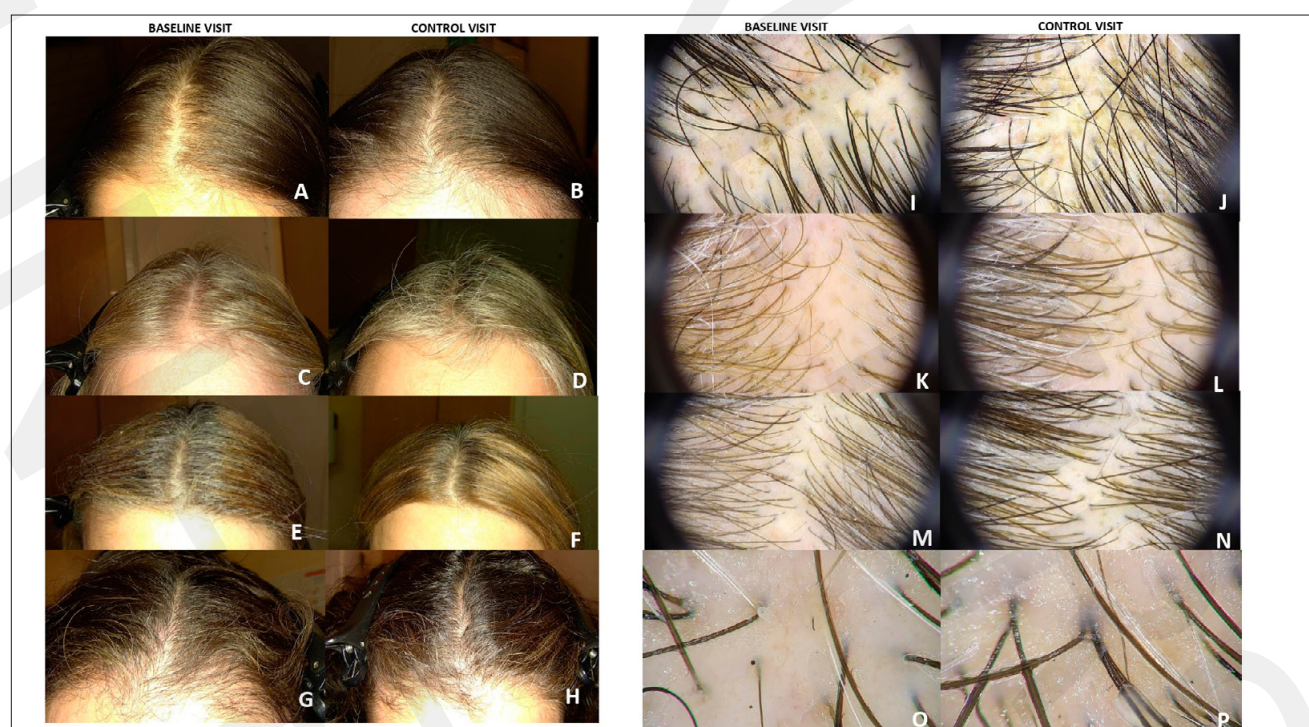 BASELINE VISIT CONTROL VISIT BASELINE VISIT CONTROL VISIT
A B I J
C D K L
E F M N
G H O P